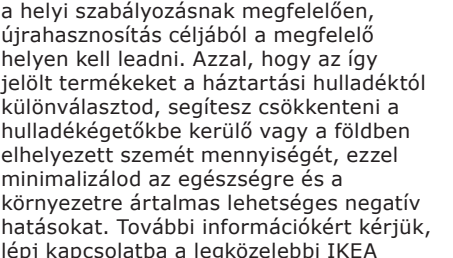 a helyi szabályozásnak megfelelően,
újrahasznosítás céljából a megfelelő
helyen kell leadni. Azzal, hogy az így
jelölt termékeket a háztartási hulladéktól
különválasztod, segítesz csökkenteni a
hulladékégetőkbe kerülő vagy a földben
elhelyezett szemét mennyiségét, ezzel
minimalizálod az egészségre és a
környezetre ártalmas lehetséges negatív
hatásokat. További információkért kérjük,
lépj kapcsolatba a legközelebbi IKEA